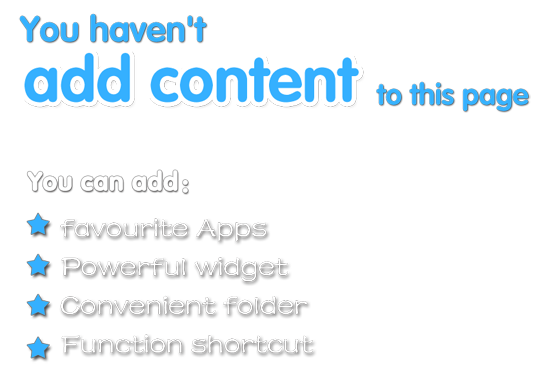 You haven't
add content to this page
You can add:
favourite Apps
Powerful widget
Convenient folder
Function shortcut